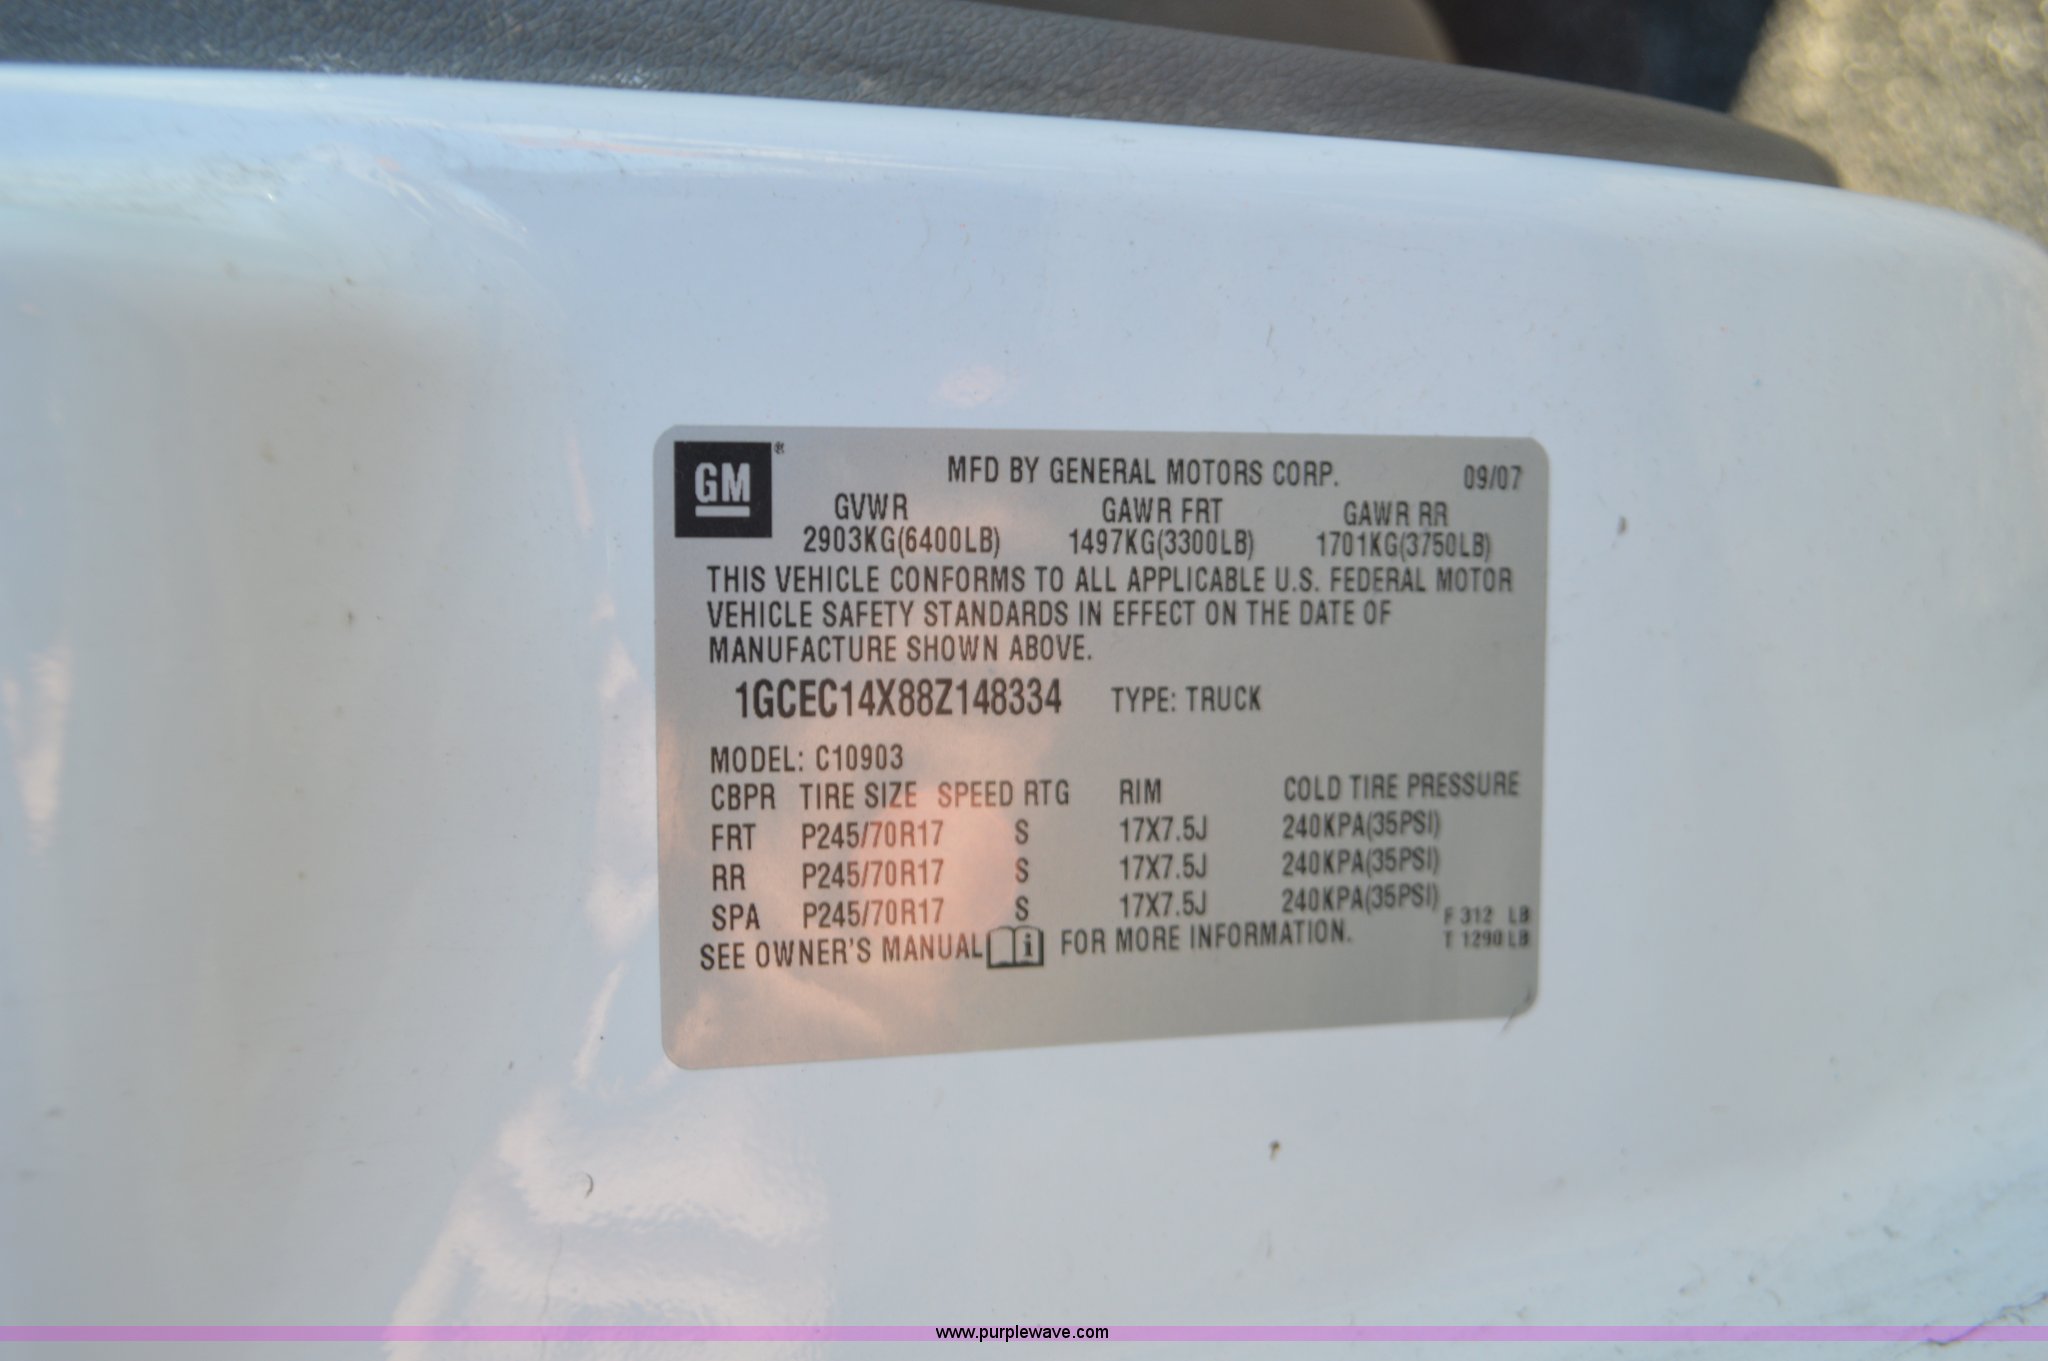 GM®
MFD BY GENERAL MOTORS CORP. 09/07
GVWR GAWR FRT GAWR RR
2903KG(6400LB) 1497KG(3300LB) 1701KG(3750LB)
THIS VEHICLE CONFORMS TO ALL APPLICABLE U.S. FEDERAL MOTOR
VEHICLE SAFETY STANDARDS IN EFFECT ON THE DATE OF
MANUFACTURE SHOWN ABOVE.
1GCEC14X88Z148334 TYPE: TRUCK
MODEL: C10903
CBPR TIRE SIZE SPEED RTG RIM COLD TIRE PRESSURE
FRT P245/70R17 S 17X7.5J 240KPA(35PSI)
RR P245/70R17 S 17X7.5J 240KPA(35PSI)
SPA P245/70R17 S 17X7.5J 240KPA(35PSI)
F 312 LB
SEE OWNER'S MANUAL i FOR MORE INFORMATION.
T 1290 LB
www.purplewave.com